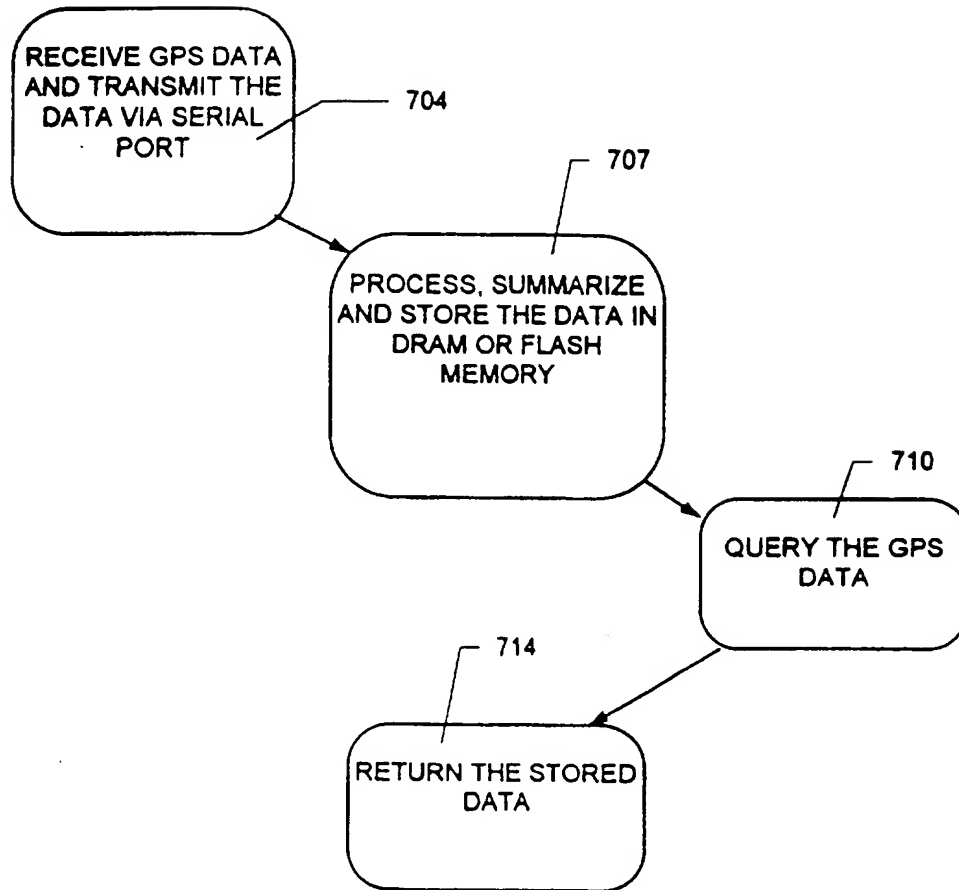 RECEIVE GPS DATA
AND TRANSMIT THE
DATA VIA SERIAL
PORT
704
707
PROCESS, SUMMARIZE
AND STORE THE DATA IN
DRAM OR FLASH
MEMORY
710
QUERY THE GPS
DATA
714
RETURN THE STORED
DATA